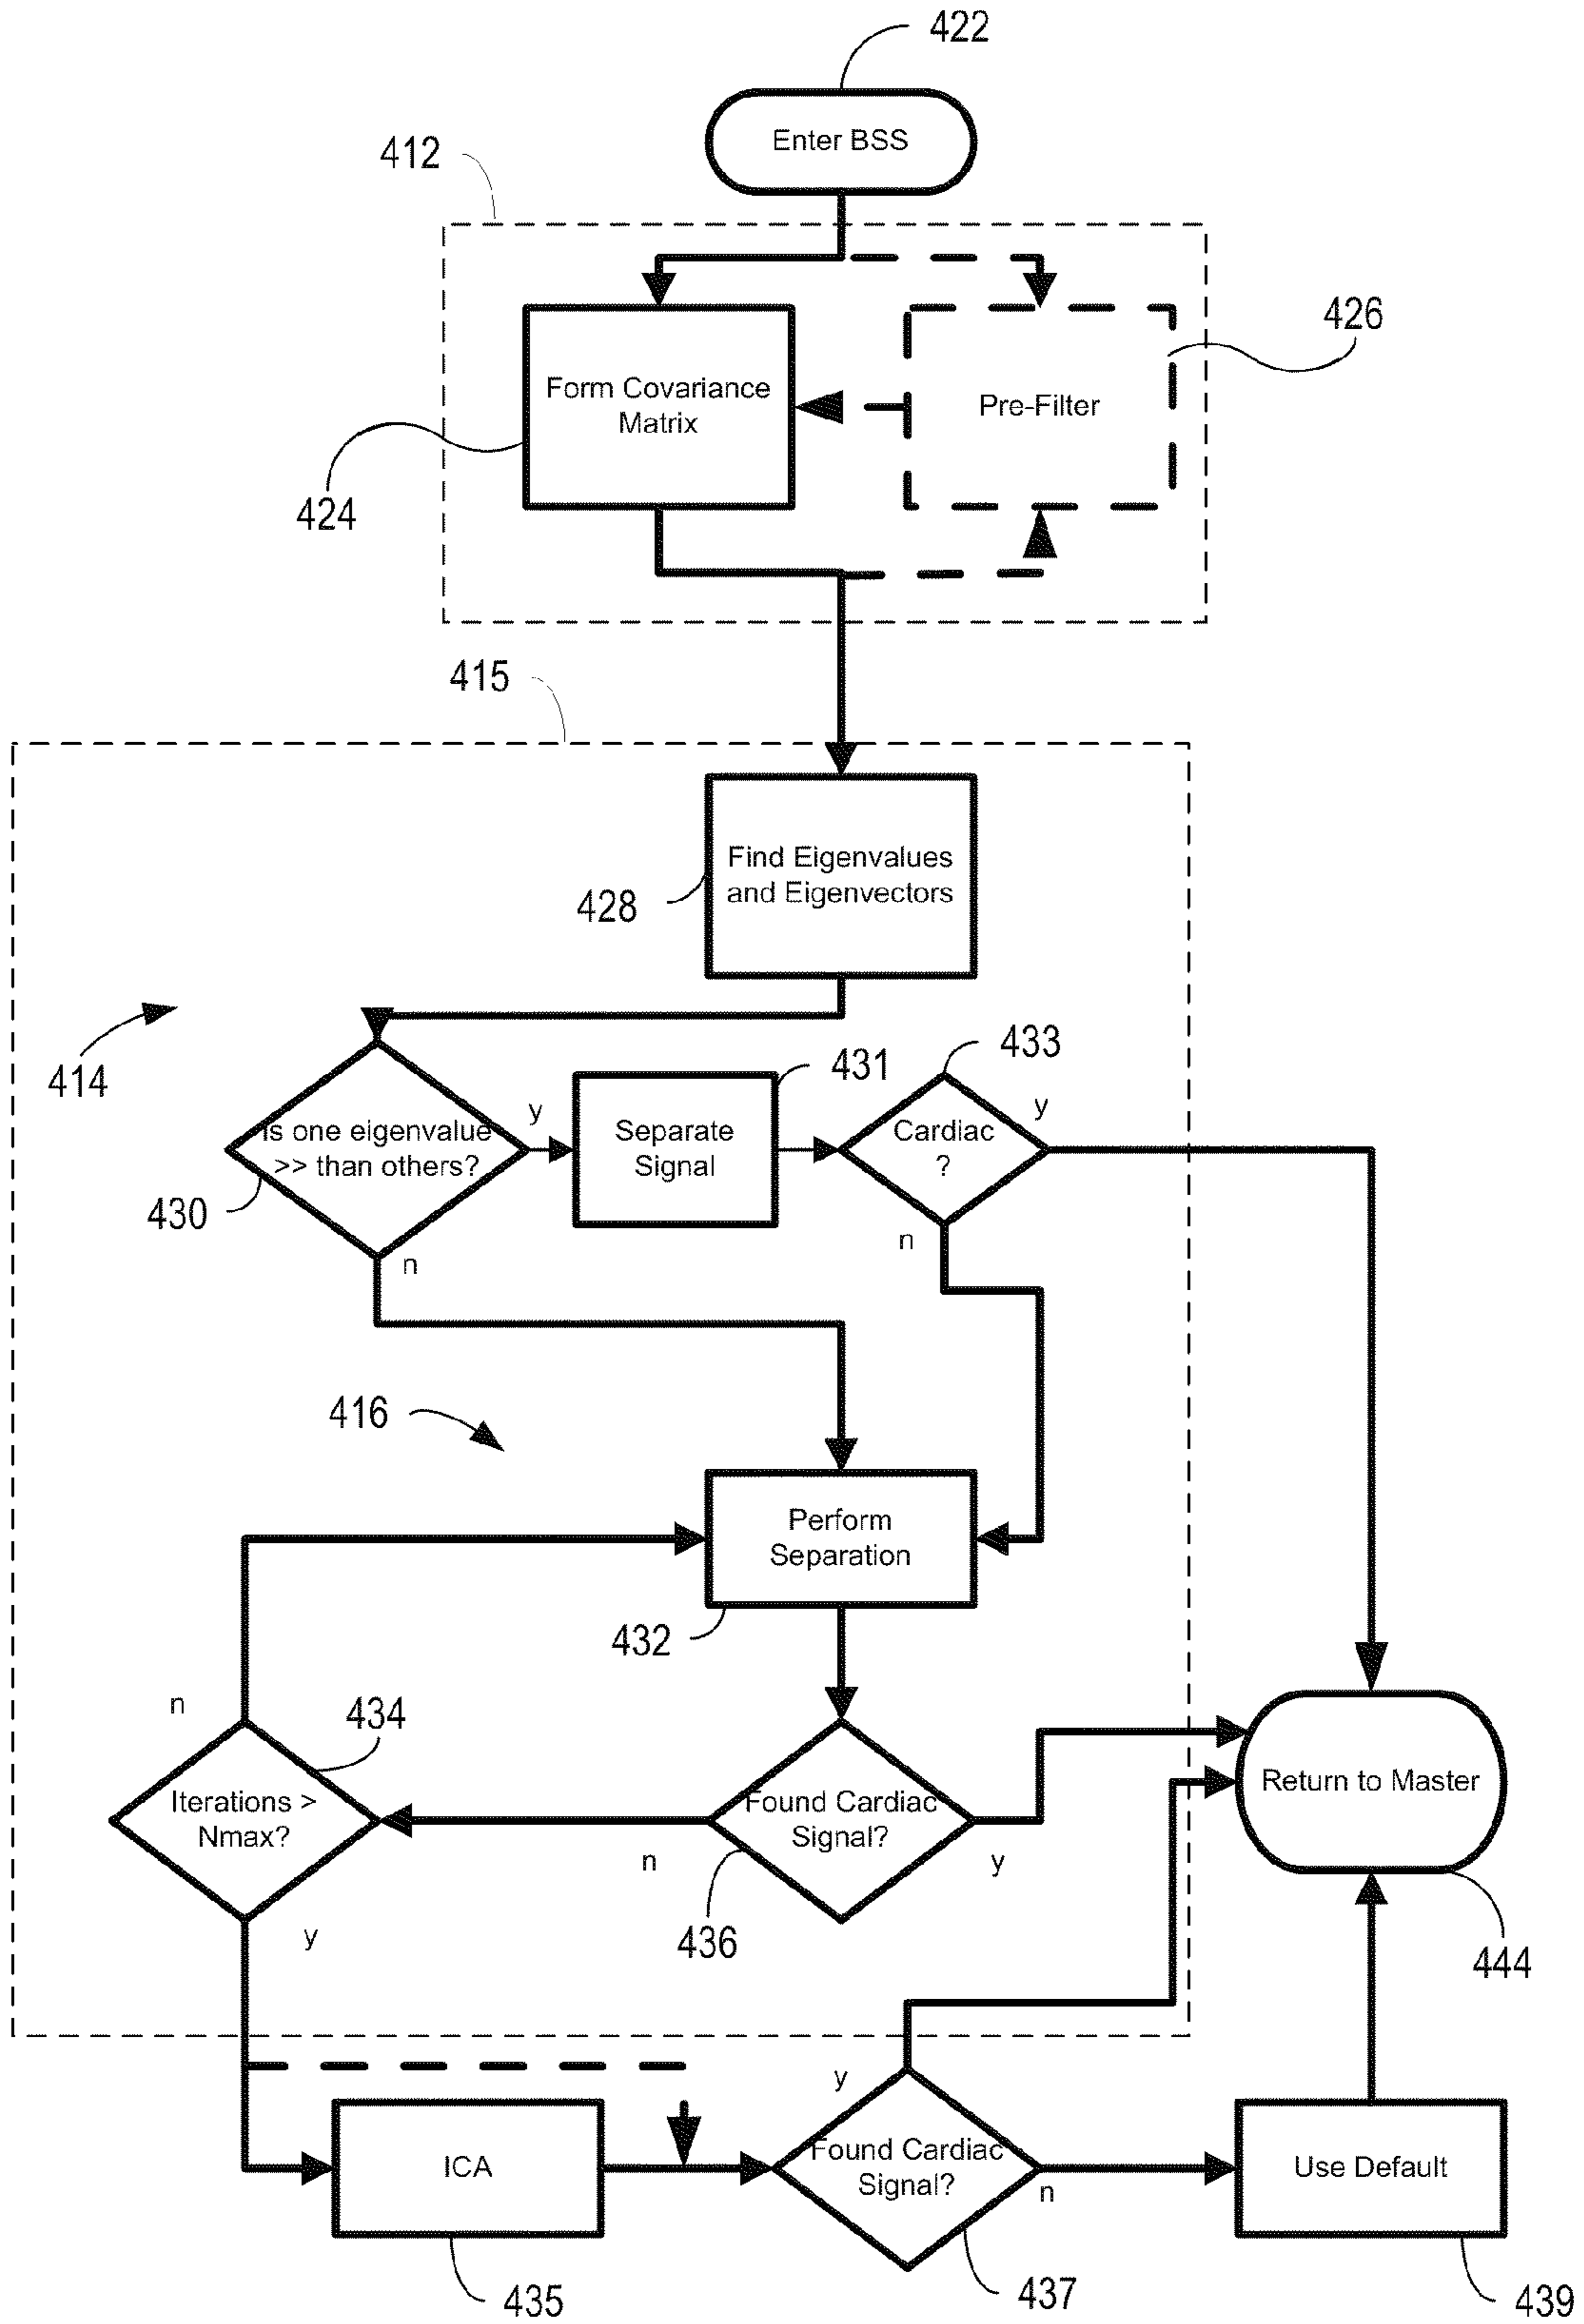 422
Enter BSS
412
426
Form Covariance
Matrix
Pre-Filter
424
415
Find Eigenvalues
and Eigenvectors
428
414
433
431
y
y
Is one eigenvalue
>> than others?
Separate
Signal
Cardiac
?
430
n
n
416
Perform
Separation
432
n
434
Iterations >
Nmax?
Found Cardiac
Signal?
Return to Master
n
y
y
436
444
y
ICA
Found Cardiac
Signal?
Use Default
n
435
437
439